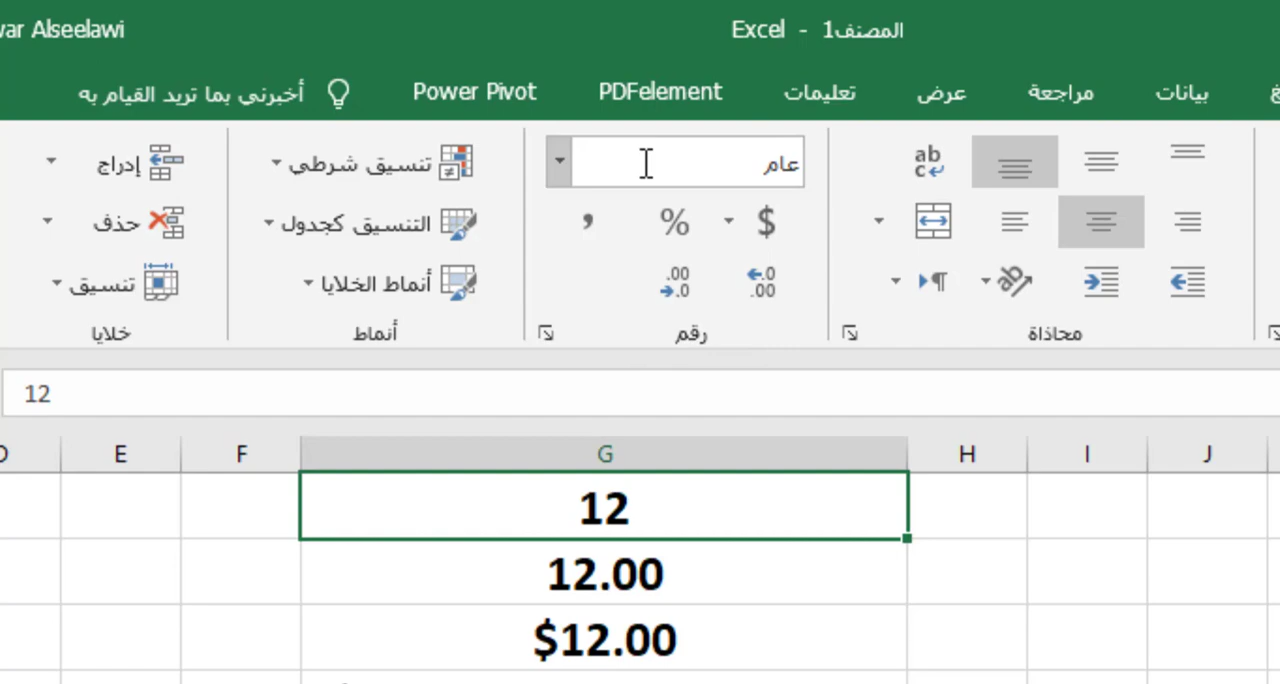 المصنف1 - Excel
var Alseelawi
بيانات
مراجعة
عرض
تعليمات
PDFelement
Power Pivot
أخبرني بما تريد القيام به
ab
c
عام
$
%
,
.0
.00
.00
.0
تنسيق شرطي
التنسيق كجدول
أنماط الخلايا
إدراج
حذف
تنسيق
محاذاة
رقم
أنماط
خلايا
12
E F G H I J
12
12.00
$12.00